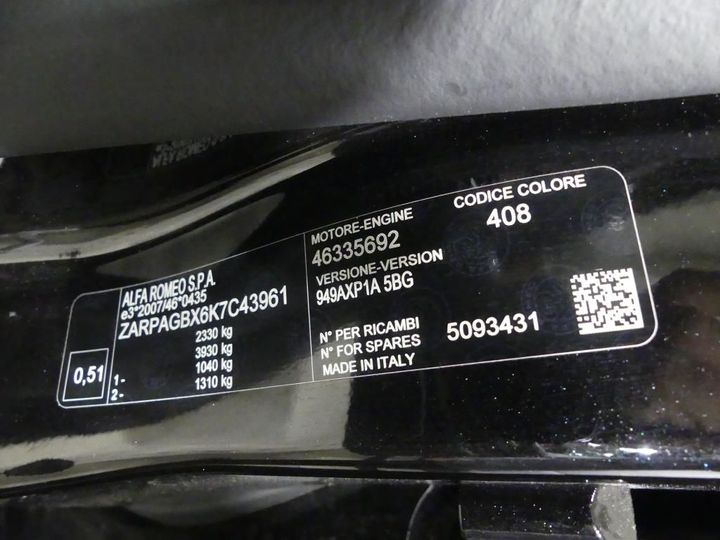 ALFA ROMEO S.P.A.
e3*2007/46*0435
ZARPAGBX6K7C43961
2330 kg
3930 kg
1- 1040 kg
2- 1310 kg
0,51
MOTORE-ENGINE
46335692
VERSIONE-VERSION
949AXP1A 5BG
N° PER RICAMBI
N° FOR SPARES
MADE IN ITALY
5093431
CODICE COLORE
408